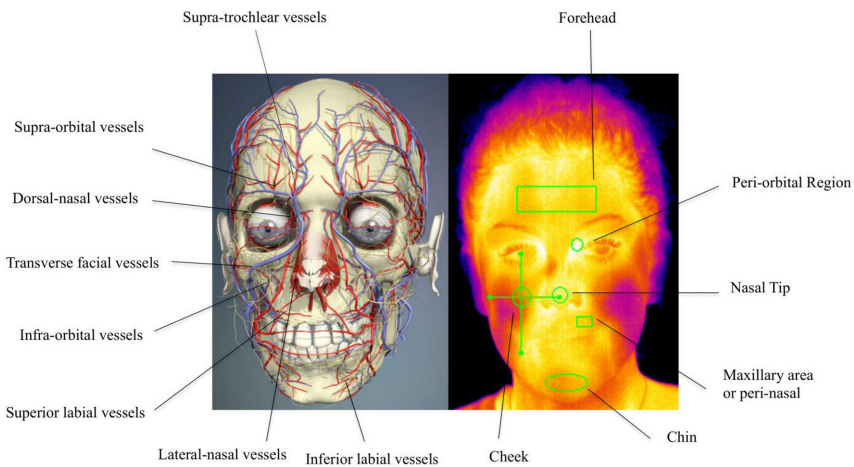 Supra-trochlear vessels
Forehead
Supra-orbital vessels
Dorsal-nasal vessels
Peri-orbital Region
Transverse facial vessels
Nasal Tip
Infra-orbital vessels
Maxillary area
or peri-nasal
Superior labial vessels
Chin
Lateral-nasal vessels
Inferior labial vessels
Cheek